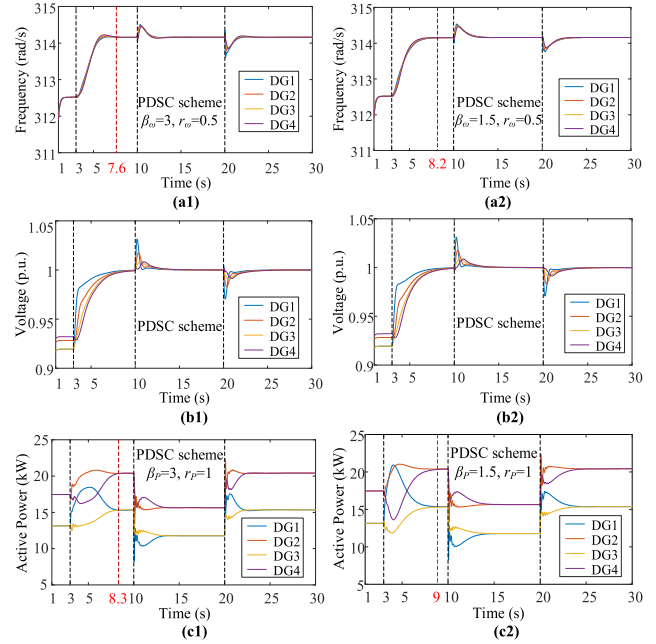 315
314
313
312
311
Frequency (rad/s)
PDSC scheme
βω=3, rω=0.5
DG1
DG2
DG3
DG4
1 3 5 7.6 10 15 20 25 30
Time (s)
(a1)
315
314
313
312
311
Frequency (rad/s)
PDSC scheme
βω=1.5, rω=0.5
DG1
DG2
DG3
DG4
1 3 5 8.2 10 15 20 25 30
Time (s)
(a2)
1.05
1
0.95
0.9
Voltage (p.u.)
PDSC scheme
DG1
DG2
DG3
DG4
1 3 5 10 15 20 25 30
Time (s)
(b1)
1.05
1
0.95
0.9
Voltage (p.u.)
PDSC scheme
DG1
DG2
DG3
DG4
1 3 5 10 15 20 25 30
Time (s)
(b2)
25
20
15
10
5
Active Power (kW)
PDSC scheme
βP=3, rP=1
DG1
DG2
DG3
DG4
1 3 5 8.3 10 15 20 25 30
Time (s)
(c1)
25
20
15
10
5
Active Power (kW)
PDSC scheme
βP=1.5, rP=1
DG1
DG2
DG3
DG4
1 3 5 9 10 15 20 25 30
Time (s)
(c2)